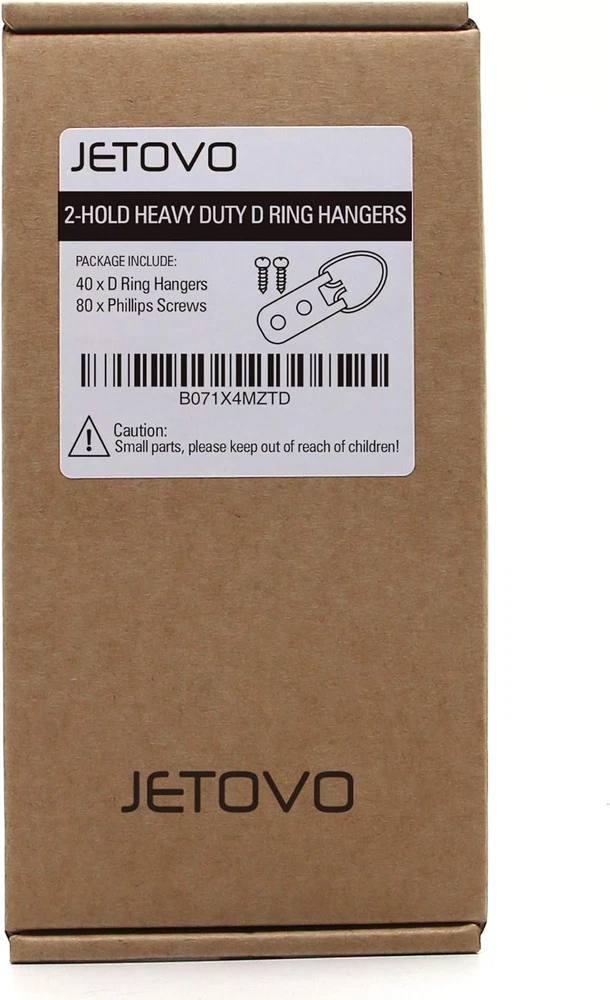 JETOVO
2-HOLD HEAVY DUTY D RING HANGERS
PACKAGE INCLUDE:
40 x D Ring Hangers
80 x Phillips Screws
B071X4MZTD
Caution:
Small parts, please keep out of reach of children!
JETOVO